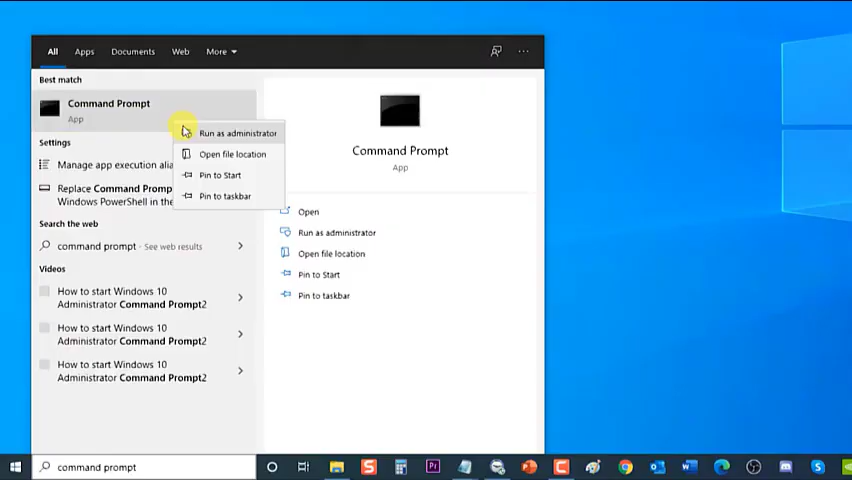 All Apps Documents Web More
Best match
Command Prompt
App
Run as administrator
Open file location
Pin to Start
Pin to taskbar
Settings
Manage app execution alia
Replace Command Promp
Windows PowerShell in the
Search the web
command prompt - See web results
Videos
How to start Windows 10
Administrator Command Prompt2
How to start Windows 10
Administrator Command Prompt2
How to start Windows 10
Administrator Command Prompt2
Command Prompt
App
Open
Run as administrator
Open file location
Pin to Start
Pin to taskbar
command prompt
S
Pr